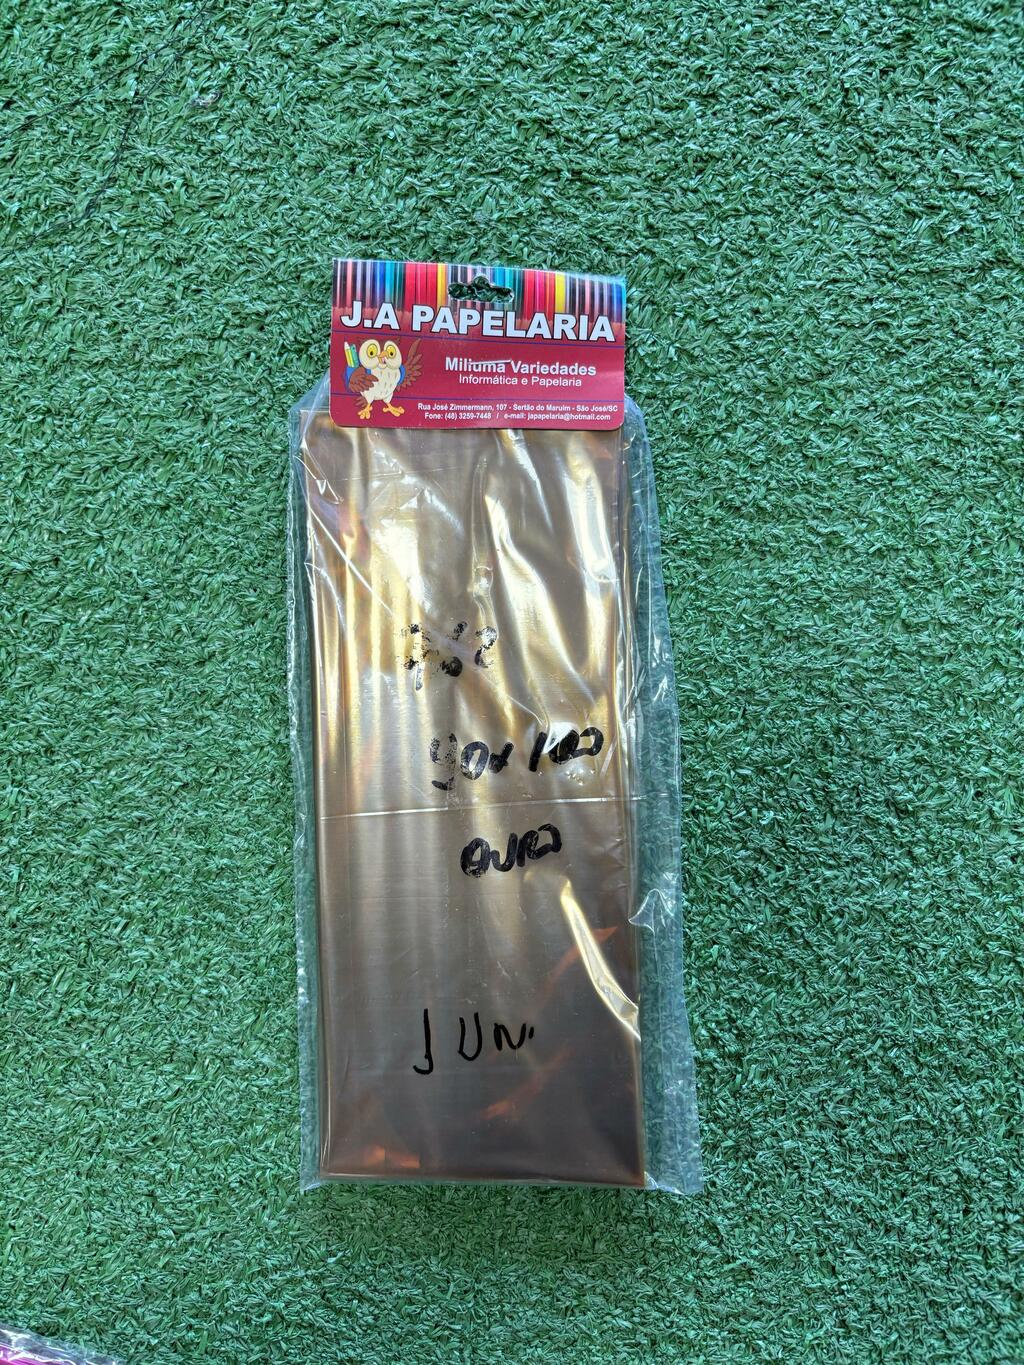 J.A PAPELARIA
Miliuma Variedades
Informática e Papelaria
Rua José Zimmermann, 107 - Sertão do Maruim - São José/SC
Fone: (48) 3259-7448 / e-mail: japapelaria@hotmail.com
OURO
1 UN.